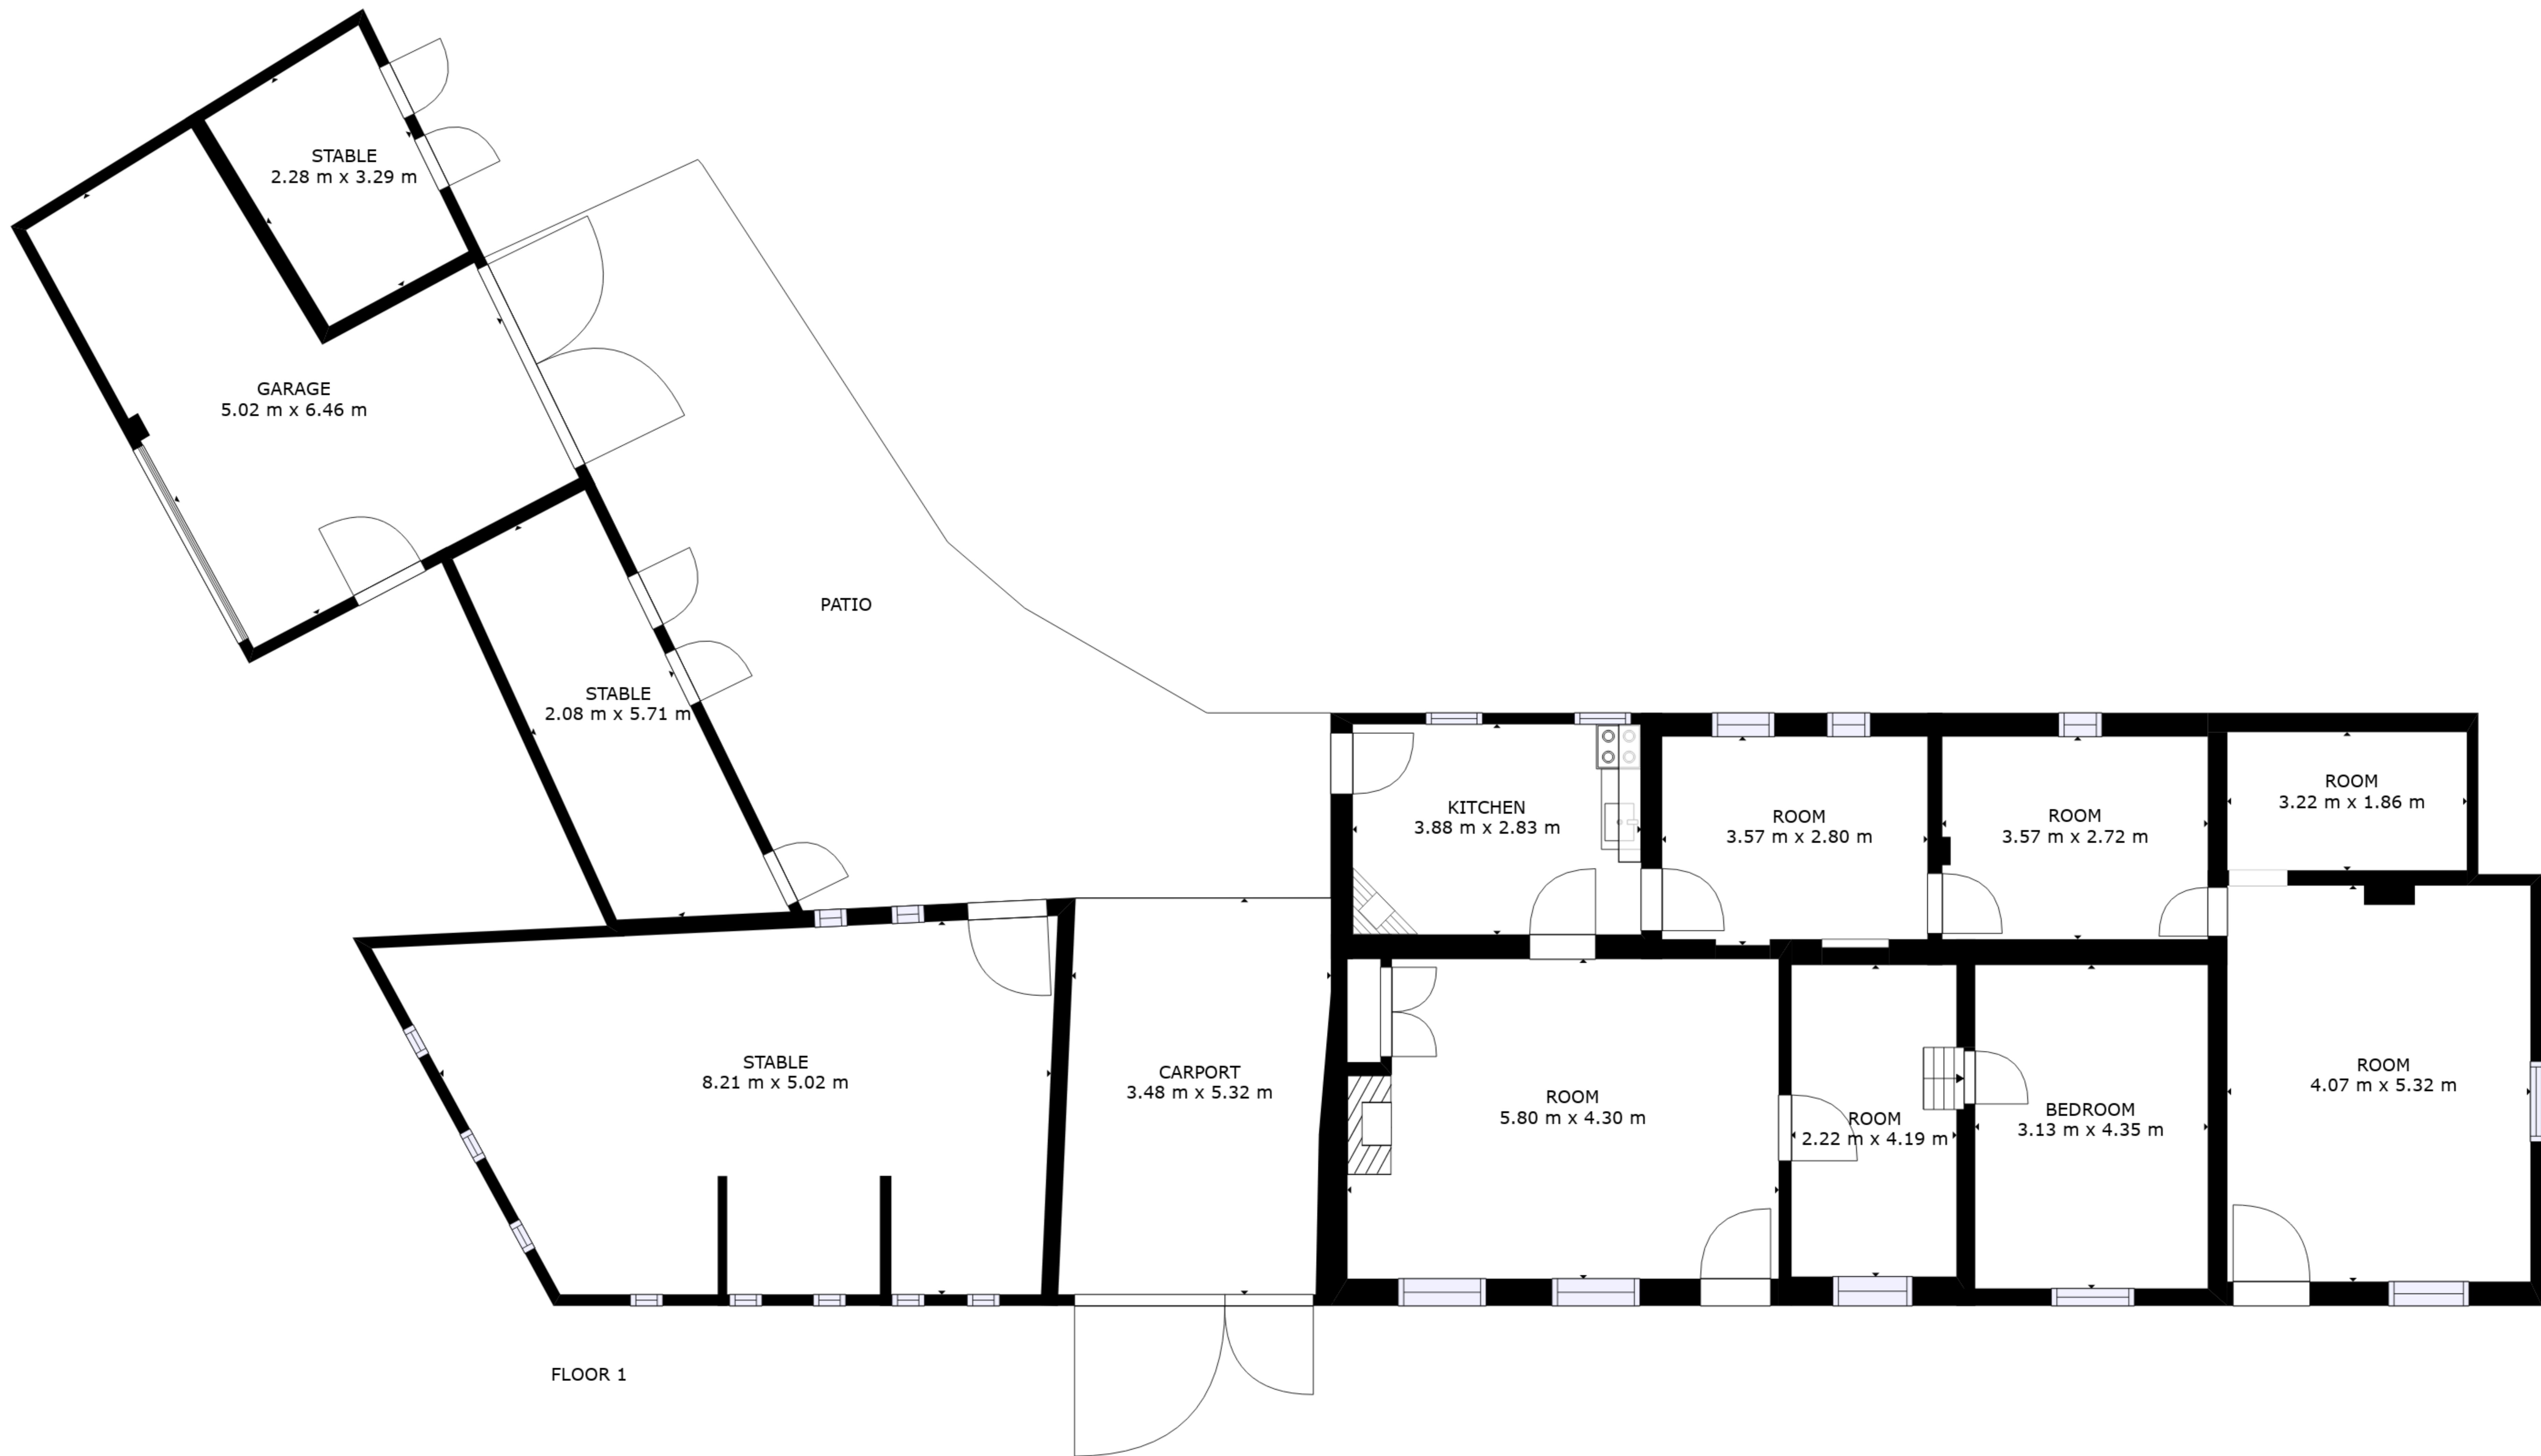 STABLE
2.28 m x 3.29 m
GARAGE
5.02 m x 6.46 m
PATIO
STABLE
2.08 m x 5.71 m
KITCHEN
3.88 m x 2.83 m
ROOM
3.57 m x 2.80 m
ROOM
3.57 m x 2.72 m
ROOM
3.22 m x 1.86 m
STABLE
8.21 m x 5.02 m
CARPORT
3.48 m x 5.32 m
ROOM
5.80 m x 4.30 m
ROOM
2.22 m x 4.19 m
BEDROOM
3.13 m x 4.35 m
ROOM
4.07 m x 5.32 m
FLOOR 1